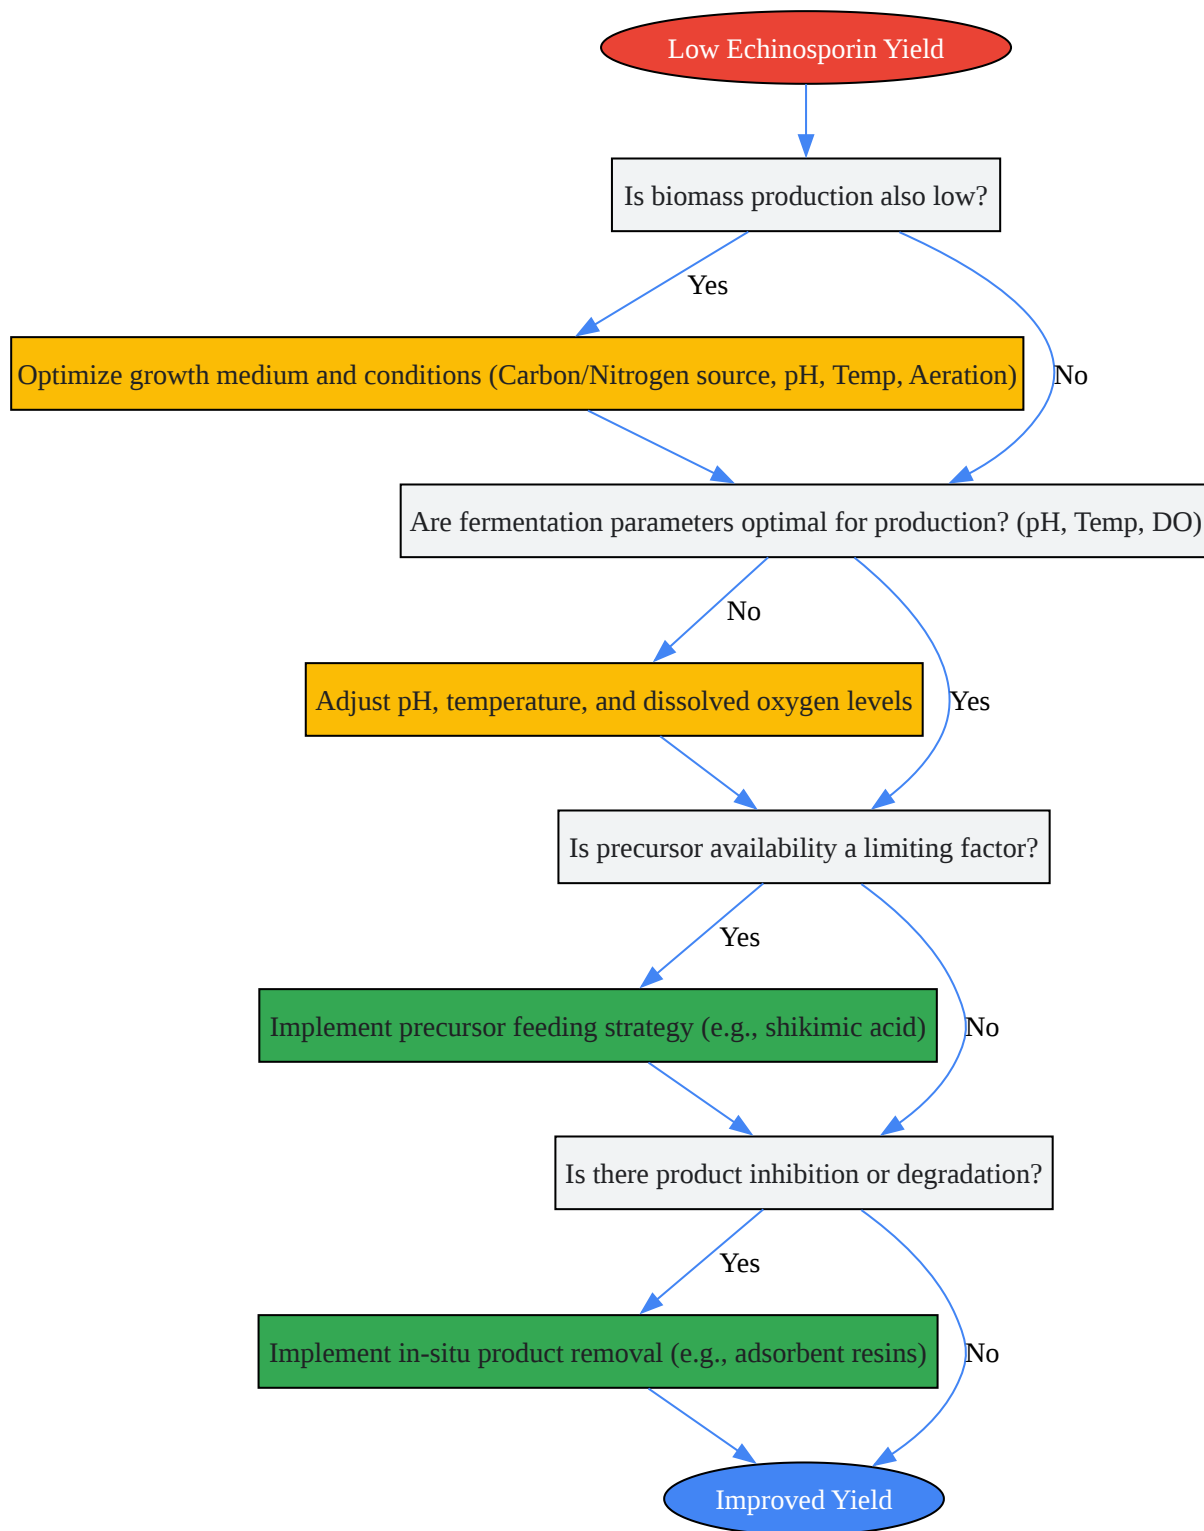 Low Echinosporin Yield
Is biomass production also low?
Yes
Optimize growth medium and conditions (Carbon/Nitrogen source, pH, Temp, Aeration)
No
Are fermentation parameters optimal for production? (pH, Temp, DO)
No
Adjust pH, temperature, and dissolved oxygen levels
Yes
Is precursor availability a limiting factor?
Yes
Implement precursor feeding strategy (e.g., shikimic acid)
No
Is there product inhibition or degradation?
Yes
Implement in-situ product removal (e.g., adsorbent resins)
No
Improved Yield